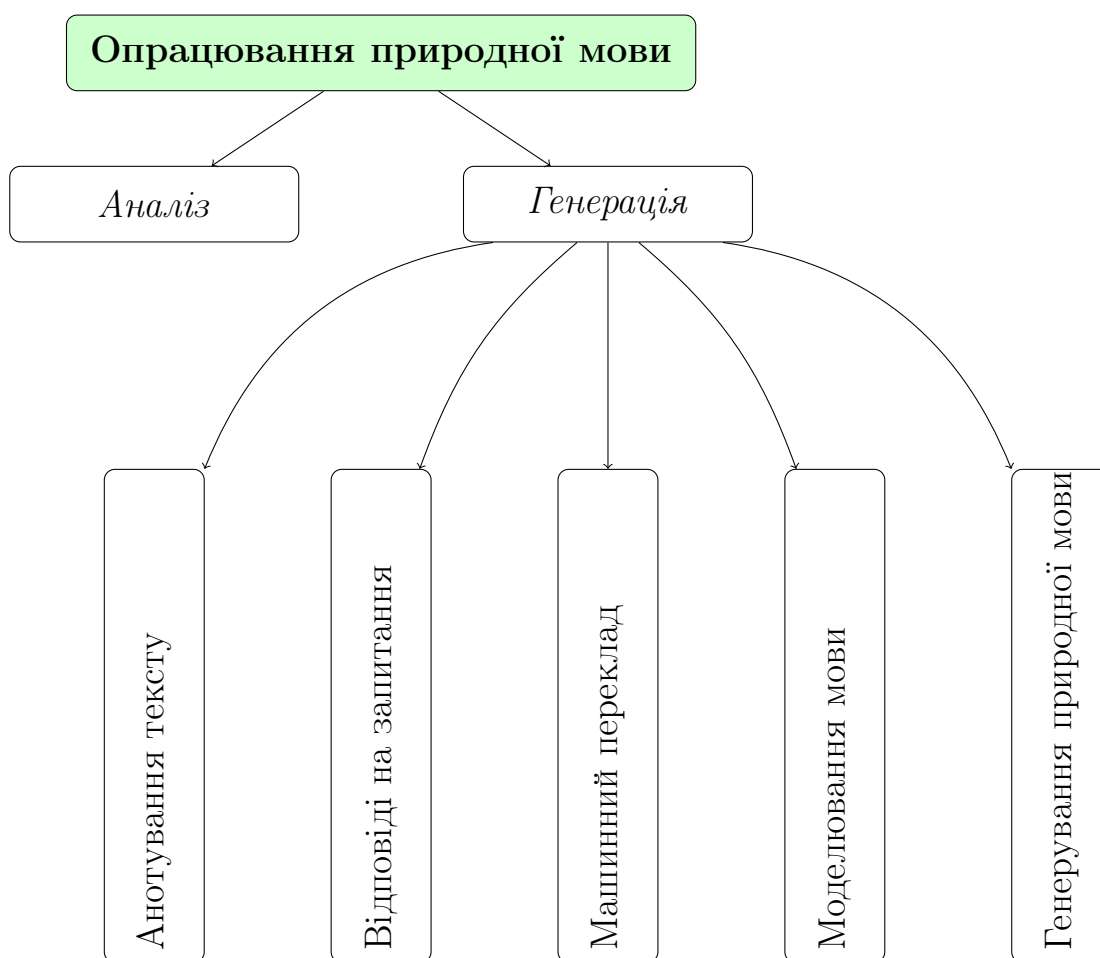 Опрацювання природної мови
Аналіз
Генерація
Анотування тексту
Відповіді на запитання
Машинний переклад
Моделювання мови
Генерування природної мови